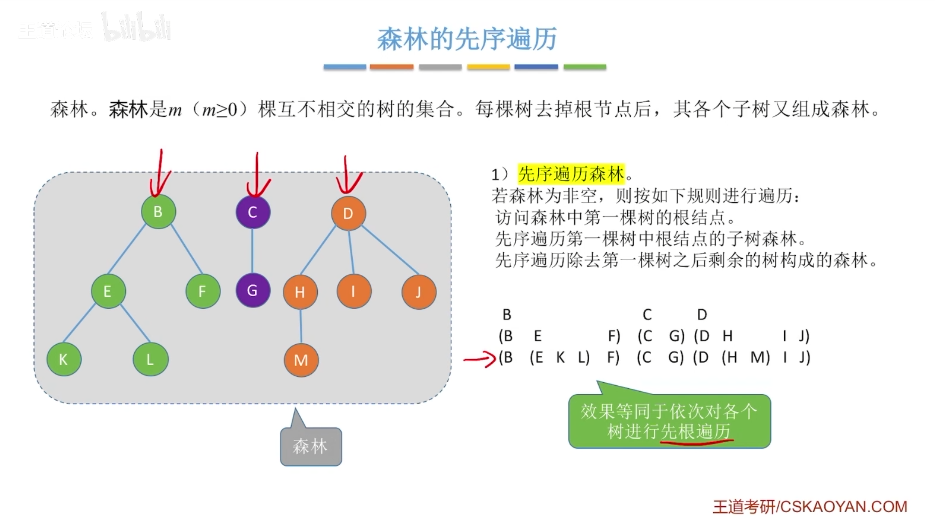 王道考研 bilibili
森林的先序遍历
森林。森林是m(m≥0)棵互不相交的树的集合。每棵树去掉根节点后，其各个子树又组成森林。
1）先序遍历森林。
若森林为非空，则按如下规则进行遍历：
访问森林中第一棵树的根结点。
先序遍历第一棵树中根结点的子树森林。
先序遍历除去第一棵树之后剩余的树构成的森林。
B C D
E F G H I J
K L M
B C D
(B E F) (C G) (D H I J)
(B (E K L) F) (C G) (D (H M) I J)
效果等同于依次对各个
树进行先根遍历
森林
王道考研/CSKAOYAN.COM